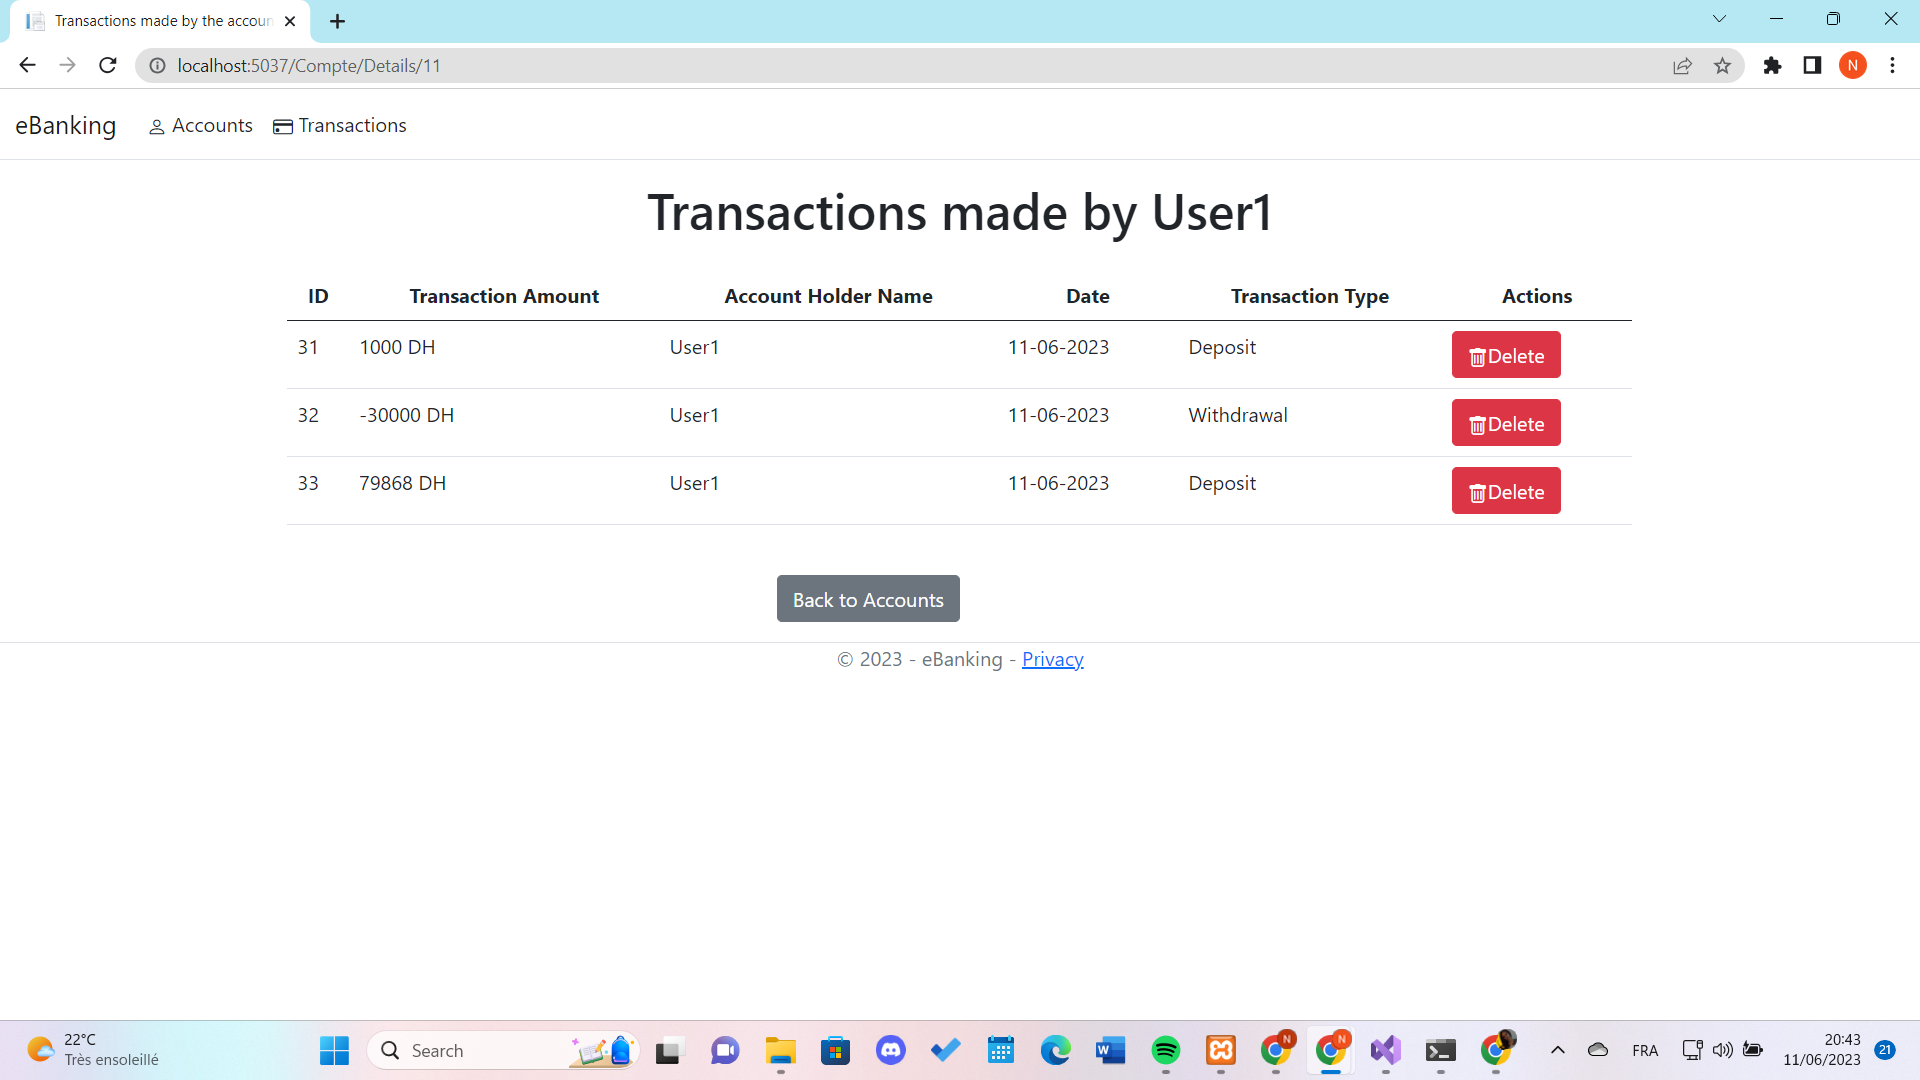 Transactions made by the accoun
localhost:5037/Compte/Details/11
N
eBanking Accounts Transactions
Transactions made by User1
ID Transaction Amount Account Holder Name Date Transaction Type Actions
31 1000 DH User1 11-06-2023 Deposit Delete
32 -30000 DH User1 11-06-2023 Withdrawal Delete
33 79868 DH User1 11-06-2023 Deposit Delete
Back to Accounts
© 2023 - eBanking - Privacy
22°C
Très ensoleillé
Search
W
N
N
FRA
20:43
11/06/2023
21